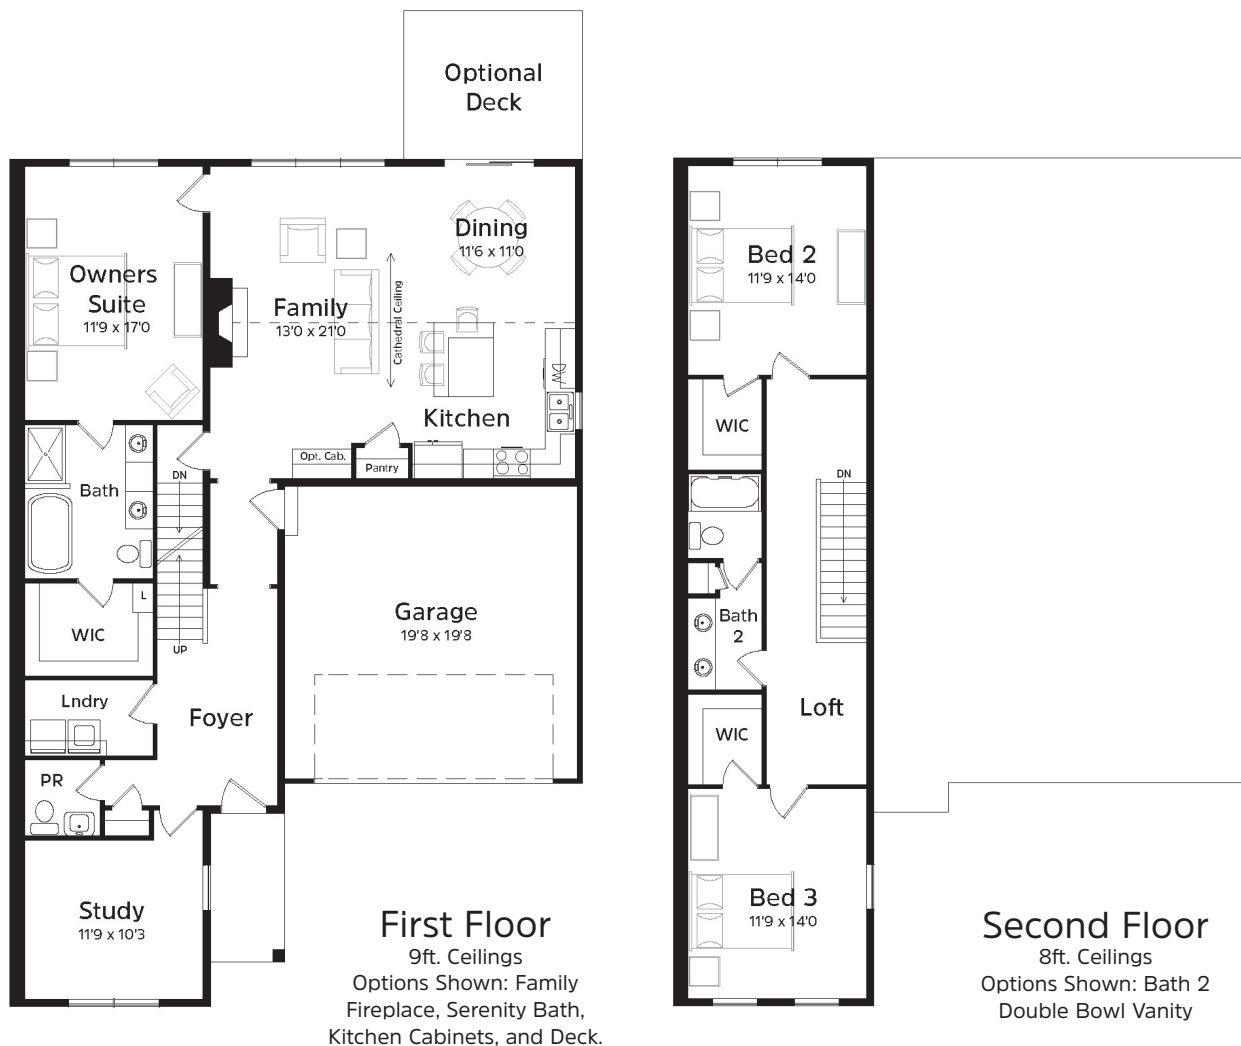 Optional
Deck
Dining
11'6 x 11'0
Owners
Suite
11'9 x 17'0
Family
13'0 x 21'0
Cathedral Ceiling
DW
Kitchen
Opt. Cab.
Pantry
DN
Bath
L
WIC
UP
Garage
19'8 x 19'8
Lndry
Foyer
PR
Study
11'9 x 10'3
First Floor
9ft. Ceilings
Options Shown: Family
Fireplace, Serenity Bath,
Kitchen Cabinets, and Deck.
Bed 2
11'9 x 14'0
WIC
DN
Bath
2
Loft
WIC
Bed 3
11'9 x 14'0
Second Floor
8ft. Ceilings
Options Shown: Bath 2
Double Bowl Vanity